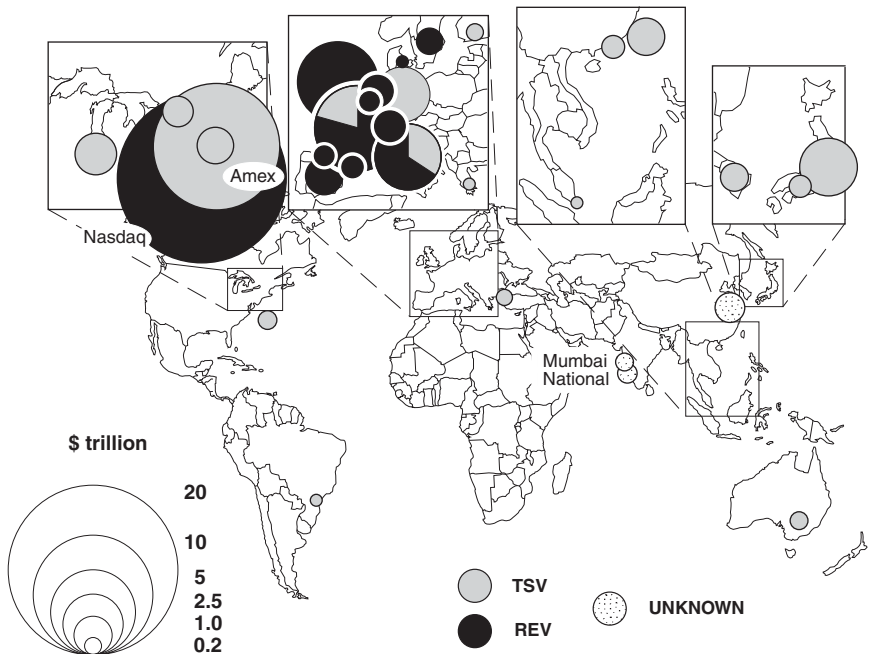 Amex
Nasdaq
Mumbai
National
$ trillion
20
10
5
2.5
1.0
0.2
TSV
REV
UNKNOWN